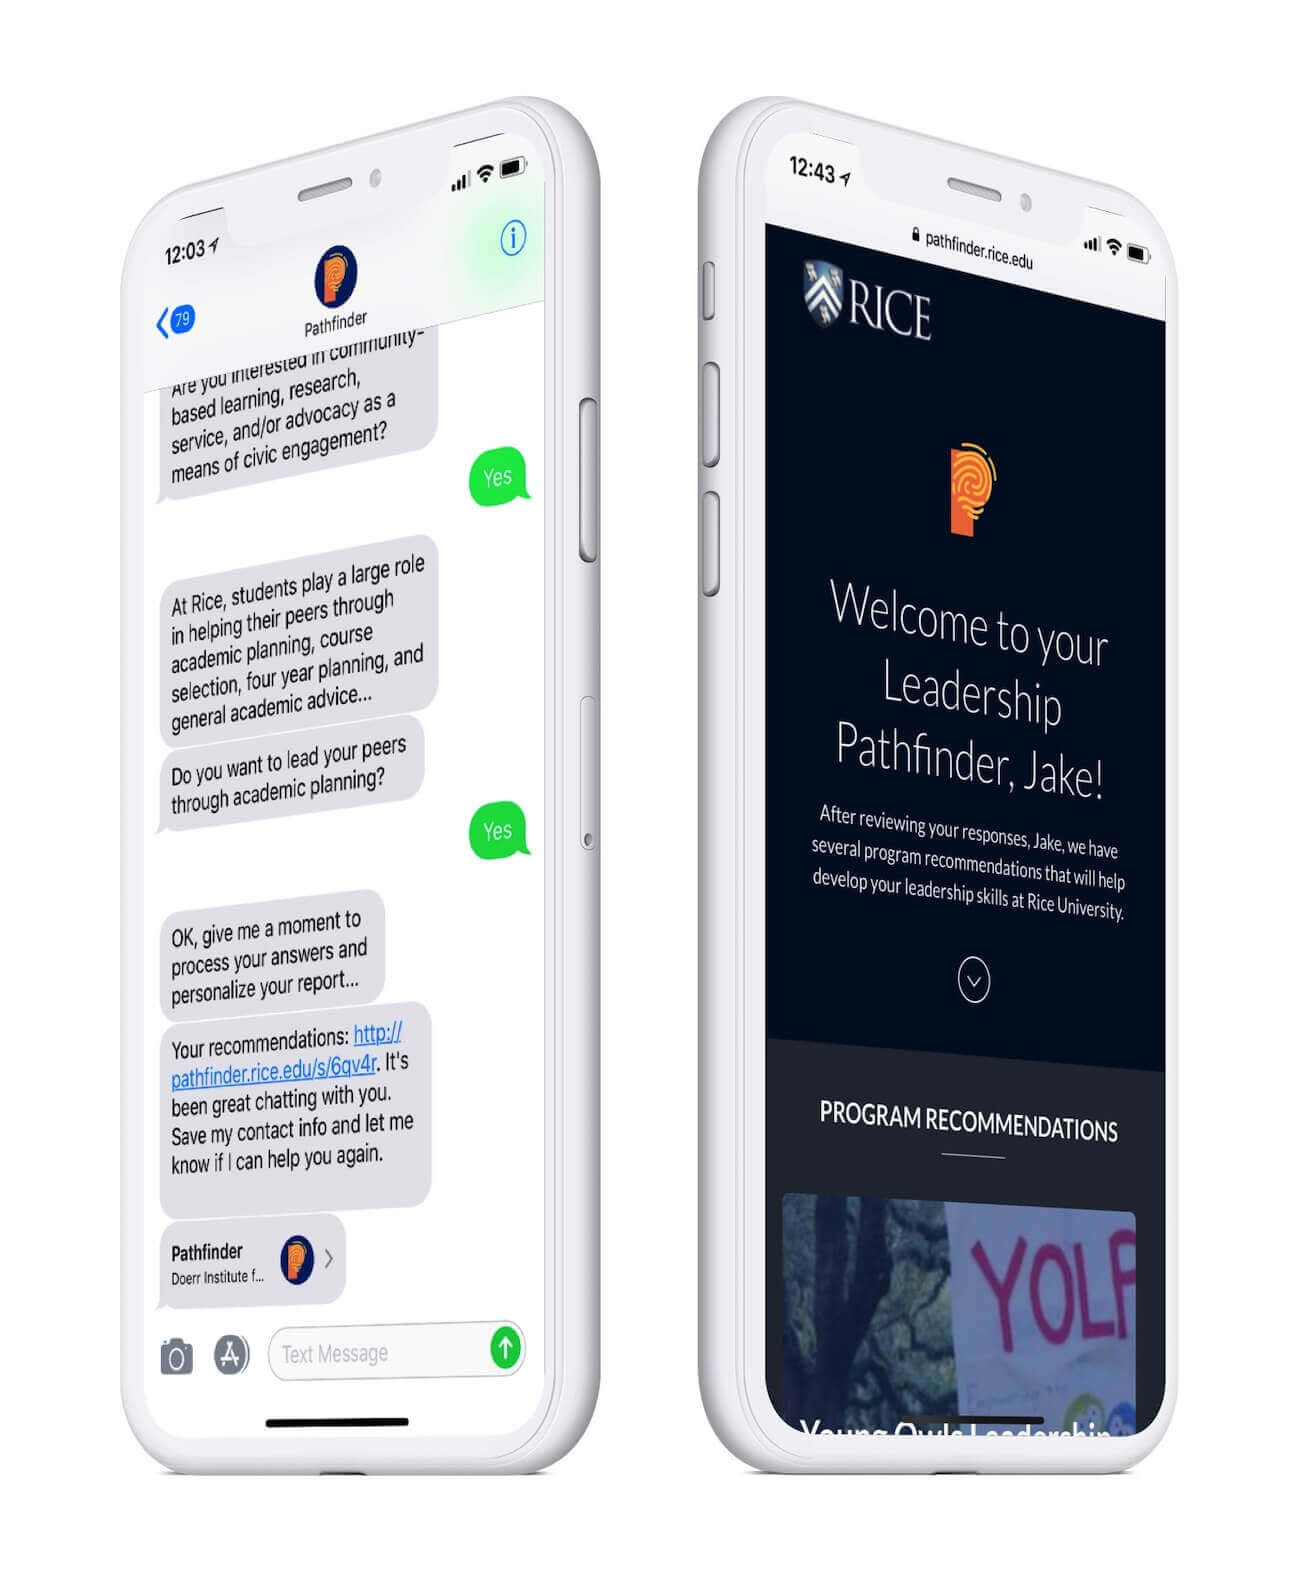 12:03
79
Pathfinder
Are you interested in community-
based learning, research,
service, and/or advocacy as a
means of civic engagement?
Yes
At Rice, students play a large role
in helping their peers through
academic planning, course
selection, four year planning, and
general academic advice...
Do you want to lead your peers
through academic planning?
Yes
OK, give me a moment to
process your answers and
personalize your report...
Your recommendations: http://
pathfinder.rice.edu/s/6qv4r. It's
been great chatting with you.
Save my contact info and let me
know if I can help you again.
Pathfinder
Doerr Institute f...
Text Message
12:43
pathfinder.rice.edu
RICE
Welcome to your
Leadership
Pathfinder, Jake!
After reviewing your responses, Jake, we have
several program recommendations that will help
develop your leadership skills at Rice University.
PROGRAM RECOMMENDATIONS
YOLP
Young Owls Leadership